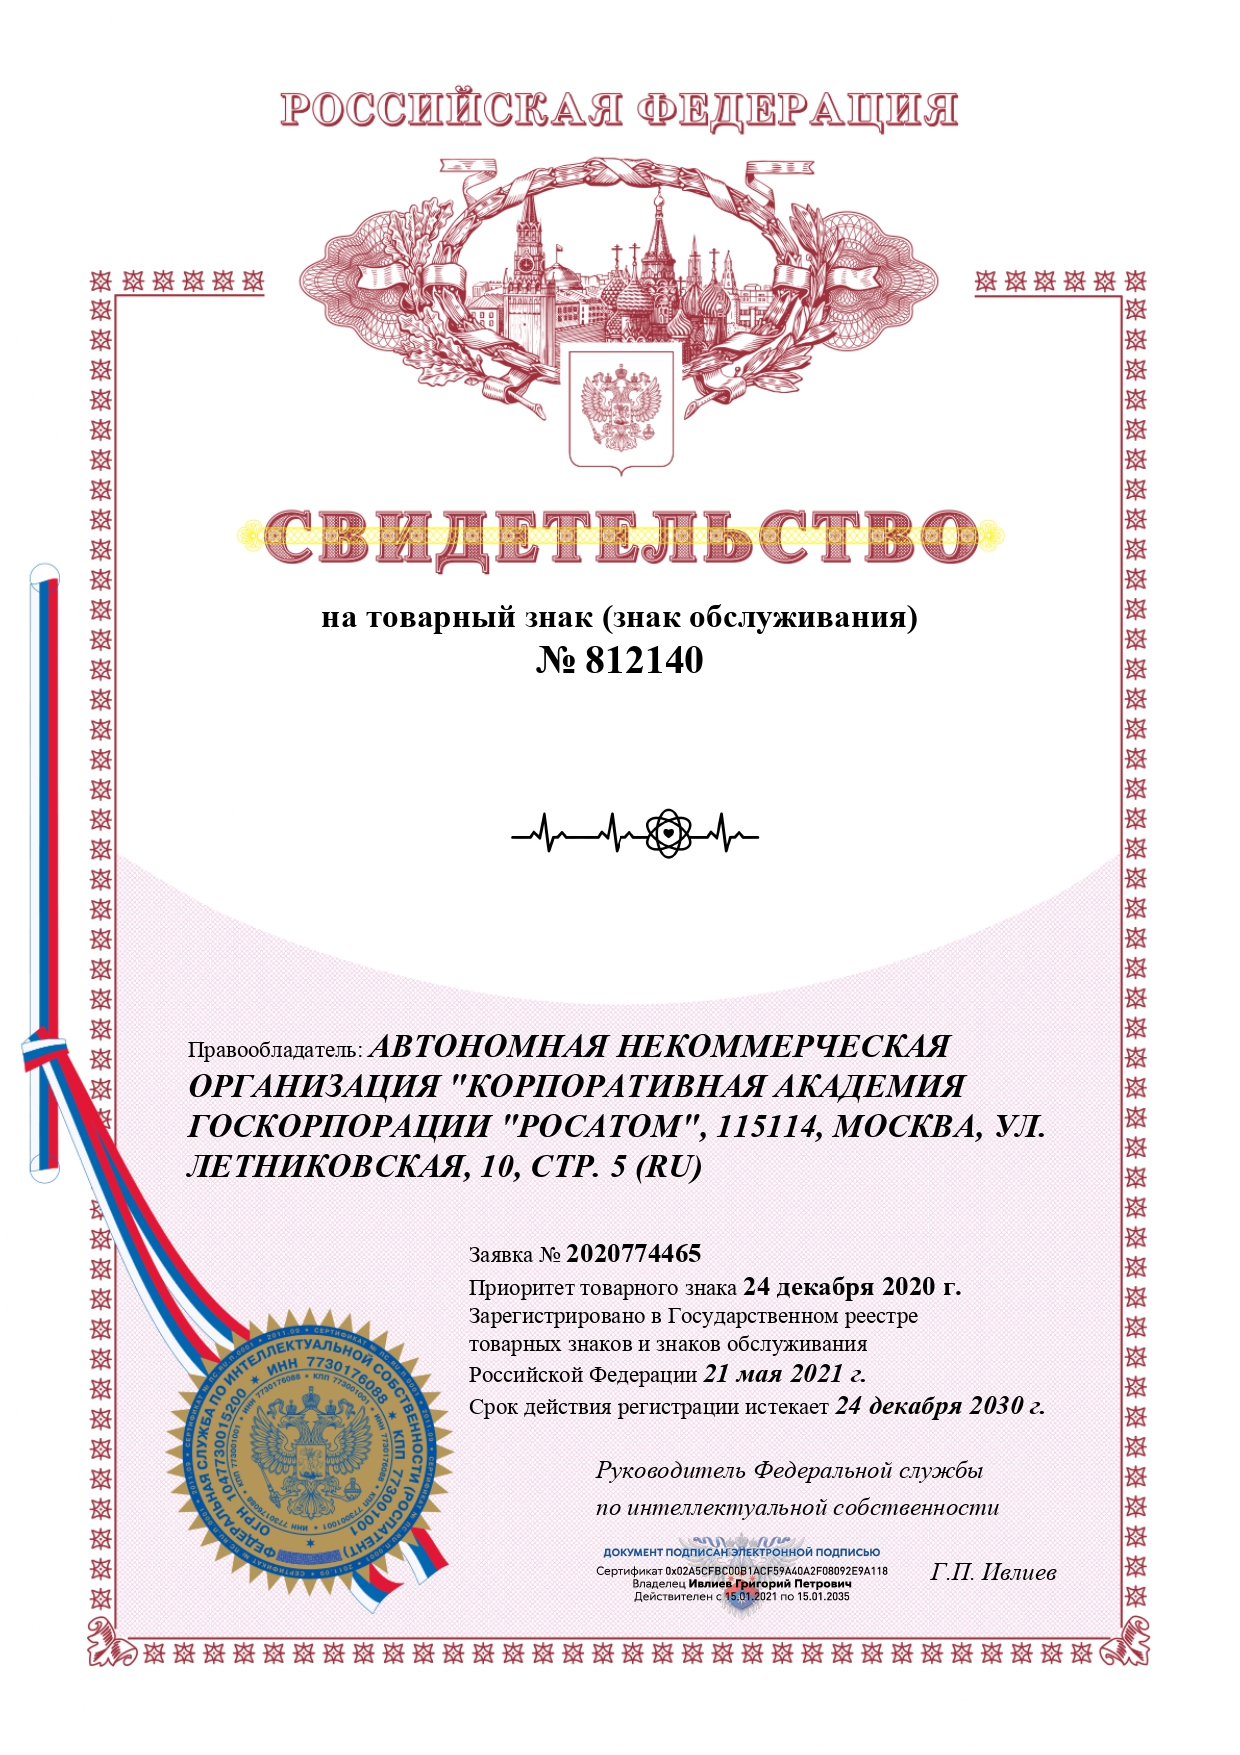 РОССИЙСКАЯ ФЕДЕРАЦИЯ
СВИДЕТЕЛЬСТВО
на товарный знак (знак обслуживания)
№ 812140
Правообладатель: АВТОНОМНАЯ НЕКОММЕРЧЕСКАЯ
ОРГАНИЗАЦИЯ "КОРПОРАТИВНАЯ АКАДЕМИЯ
ГОСКОРПОРАЦИИ "РОСАТОМ", 115114, МОСКВА, УЛ.
ЛЕТНИКОВСКАЯ, 10, СТР. 5 (RU)
Заявка № 2020774465
Приоритет товарного знака 24 декабря 2020 г.
Зарегистрировано в Государственном реестре
товарных знаков и знаков обслуживания
Российской Федерации 21 мая 2021 г.
Срок действия регистрации истекает 24 декабря 2030 г.
Руководитель Федеральной службы
по интеллектуальной собственности
ДОКУМЕНТ ПОДПИСАН ЭЛЕКТРОННОЙ ПОДПИСЬЮ
Сертификат 0x02A5CFBC00B1ACF59A40A2F08092E9A118
Владелец Ивлиев Григорий Петрович
Действителен с 15.01.2021 по 15.01.2035
Г.П. Ивлиев
ФЕДЕРАЛЬНАЯ СЛУЖБА ПО ИНТЕЛЛЕКТУАЛЬНОЙ СОБСТВЕННОСТИ (РОСПАТЕНТ)
ОГРН 1047730015200 * ИНН 7730176088 * КПП 773001001 *